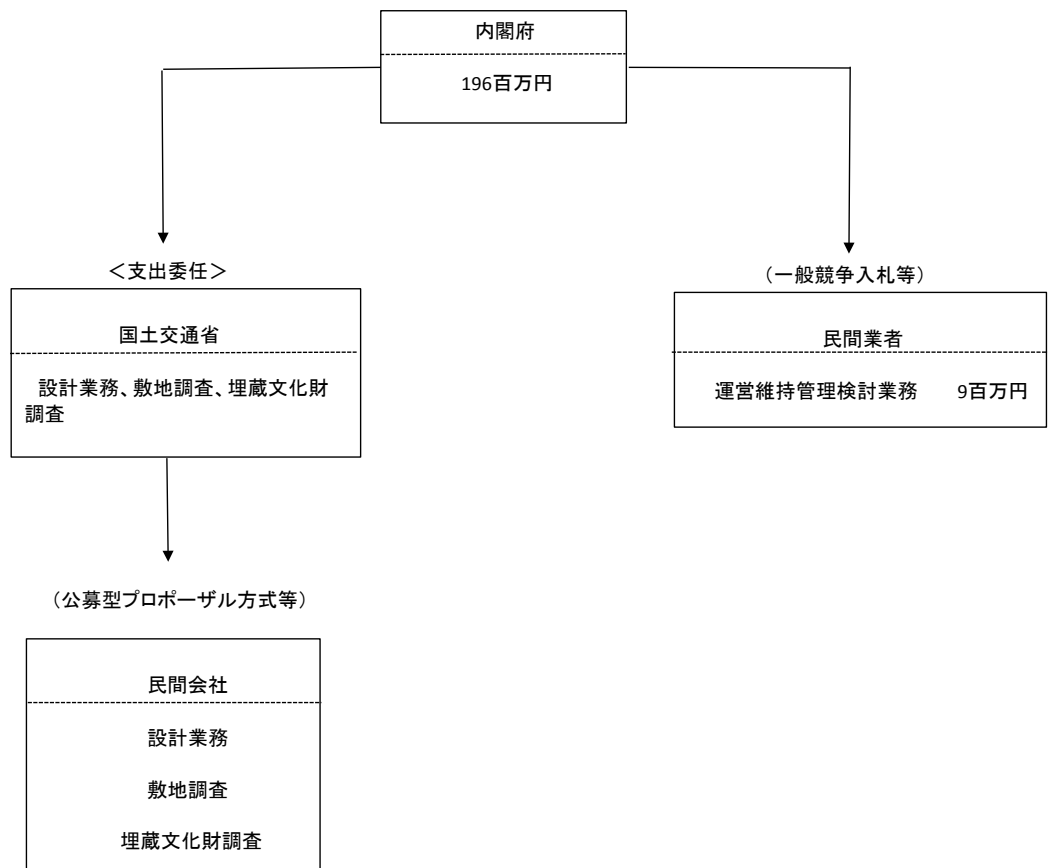 内閣府
196百万円
＜支出委任＞
国土交通省
設計業務、敷地調査、埋蔵文化財
調査
（一般競争入札等）
民間業者
運営維持管理検討業務　　9百万円
（公募型プロポーザル方式等）
民間会社
設計業務
敷地調査
埋蔵文化財調査